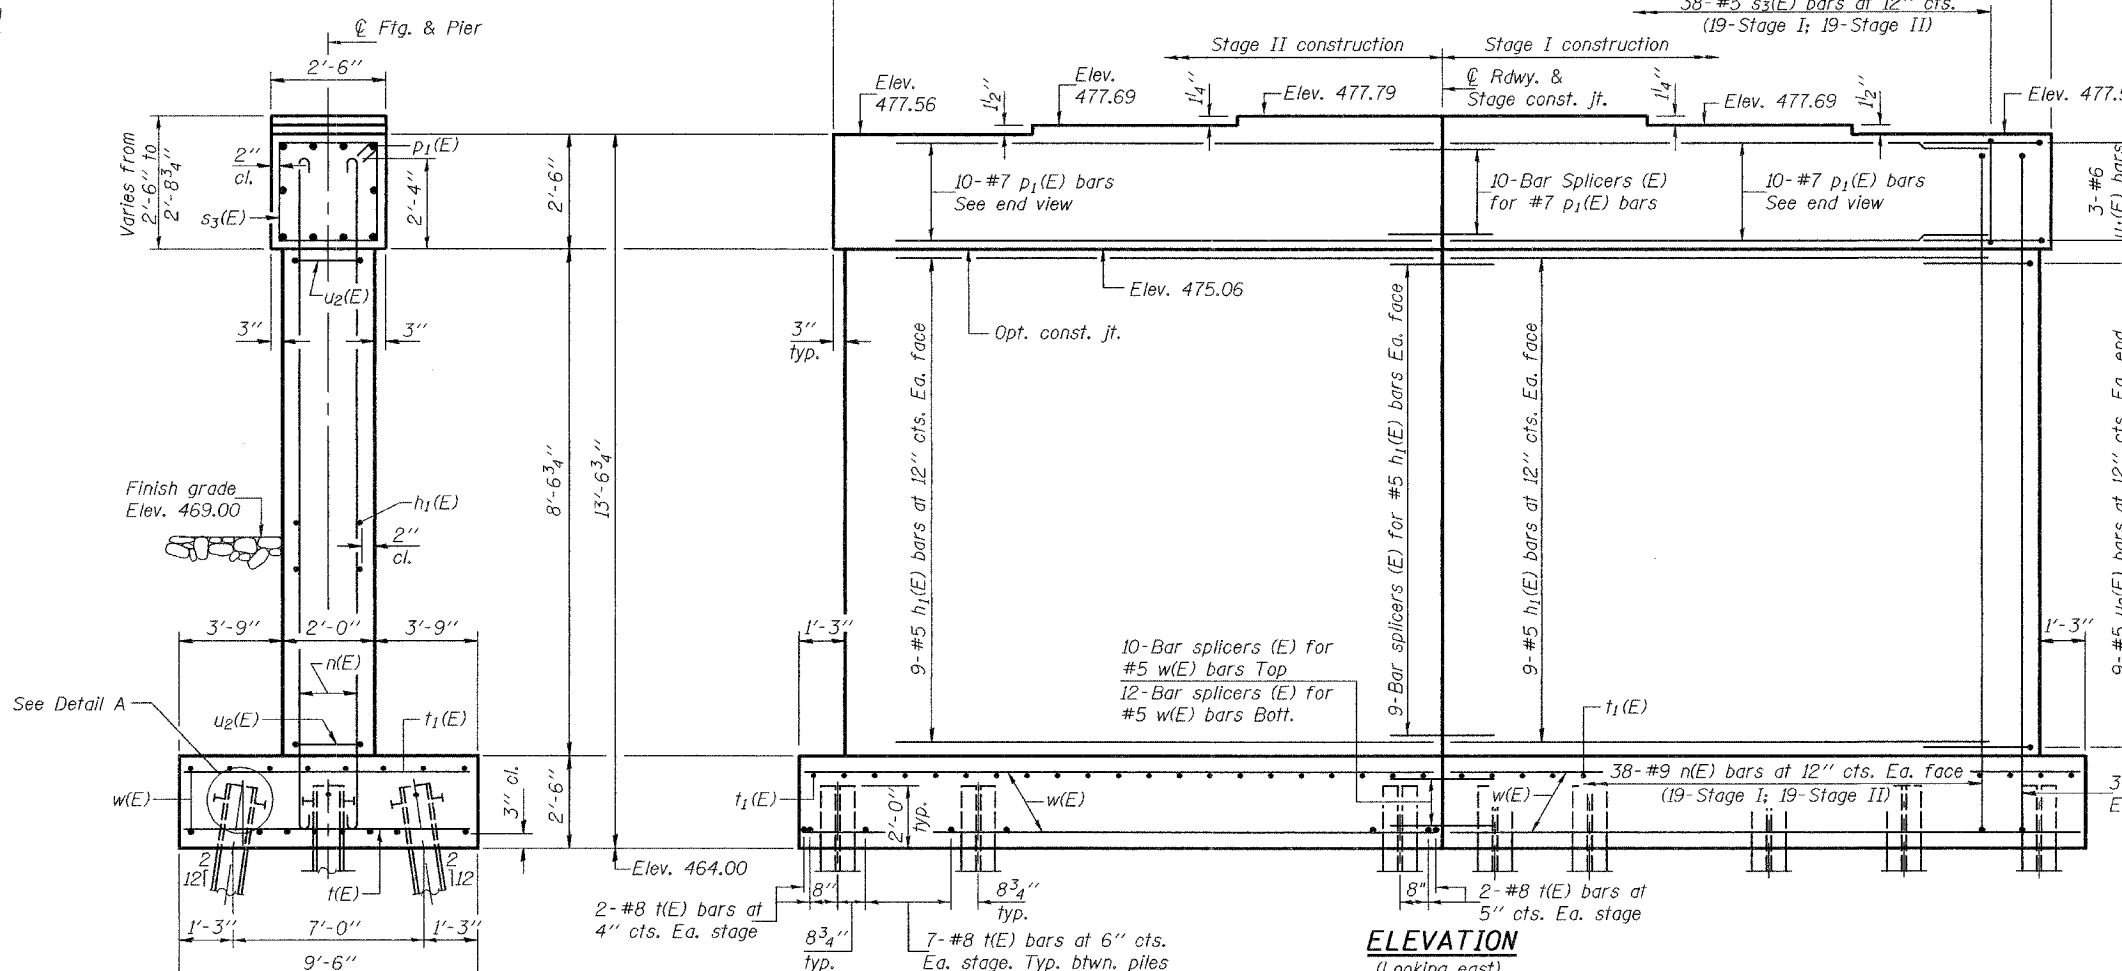 ℄ Ftg. & Pier
2'-6"
Varies from
2'-6" to
2'-8¾"
2"
cl.
p₁(E)
2'-4"
s₃(E)
u₂(E)
3"
3"
Finish grade
Elev. 469.00
h₁(E)
2"
cl.
3'-9"
2'-0"
3'-9"
n(E)
See Detail A
u₂(E)
t₁(E)
w(E)
3" cl.
2
12
2
12
t(E)
1'-3"
7'-0"
1'-3"
9'-6"
2'-6"
8'-6¾"
13'-6¾"
2'-6"
Elev. 464.00
38-#5 s₃(E) bars at 12" cts.
(19-Stage I; 19-Stage II)
Stage II construction
Stage I construction
℄ Rdwy. &
Stage const. jt.
Elev.
477.56
1½"
Elev.
477.69
1¼"
Elev. 477.79
1¼"
Elev. 477.69
1½"
10-#7 p₁(E) bars
See end view
10-Bar Splicers (E)
for #7 p₁(E) bars
10-#7 p₁(E) bars
See end view
3-#6
Elev. 475.06
Opt. const. jt.
3"
typ.
9-#5 h₁(E) bars at 12" cts. Ea. face
9-Bar splicers (E) for #5 h₁(E) bars Ea. face
9-#5 h₁(E) bars at 12" cts. Ea. face
9-#5 u₂(E) bars at 12" cts. Ea. end
1'-3"
1'-3"
10-Bar splicers (E) for
#5 w(E) bars Top
12-Bar splicers (E) for
#5 w(E) bars Bott.
t₁(E)
t₁(E)
2'-0"
typ.
w(E)
w(E)
38-#9 n(E) bars at 12" cts. Ea. face
(19-Stage I; 19-Stage II)
8"
8¾"
typ.
8"
2-#8 t(E) bars at
4" cts. Ea. stage
8¾"
typ.
7-#8 t(E) bars at 6" cts.
Ea. stage. Typ. btwn. piles
2-#8 t(E) bars at
5" cts. Ea. stage
ELEVATION
(Looking east)